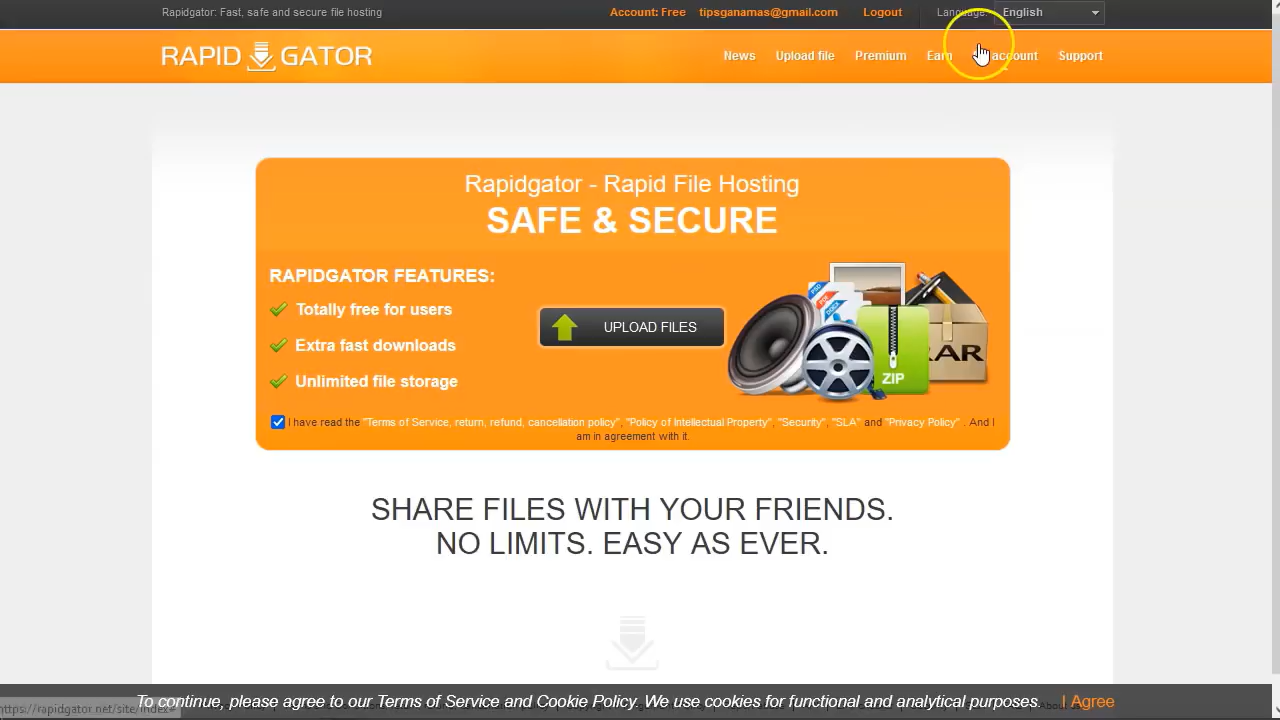 Rapidgator: Fast, safe and secure file hosting
Account: Free tipsganamas@gmail.com Logout Language: English
RAPID GATOR
News Upload file Premium Earn account Support
Rapidgator - Rapid File Hosting
SAFE & SECURE
RAPIDGATOR FEATURES:
Totally free for users
Extra fast downloads
Unlimited file storage
UPLOAD FILES
PSD
PDF
DOCX
ZIP
RAR
I have read the "Terms of Service, return, refund, cancellation policy", "Policy of Intellectual Property", "Security", "SLA" and "Privacy Policy" . And I
am in agreement with it.
SHARE FILES WITH YOUR FRIENDS.
NO LIMITS. EASY AS EVER.
To continue, please agree to our Terms of Service and Cookie Policy. We use cookies for functional and analytical purposes. I Agree
https://rapidgator.net/site/index#